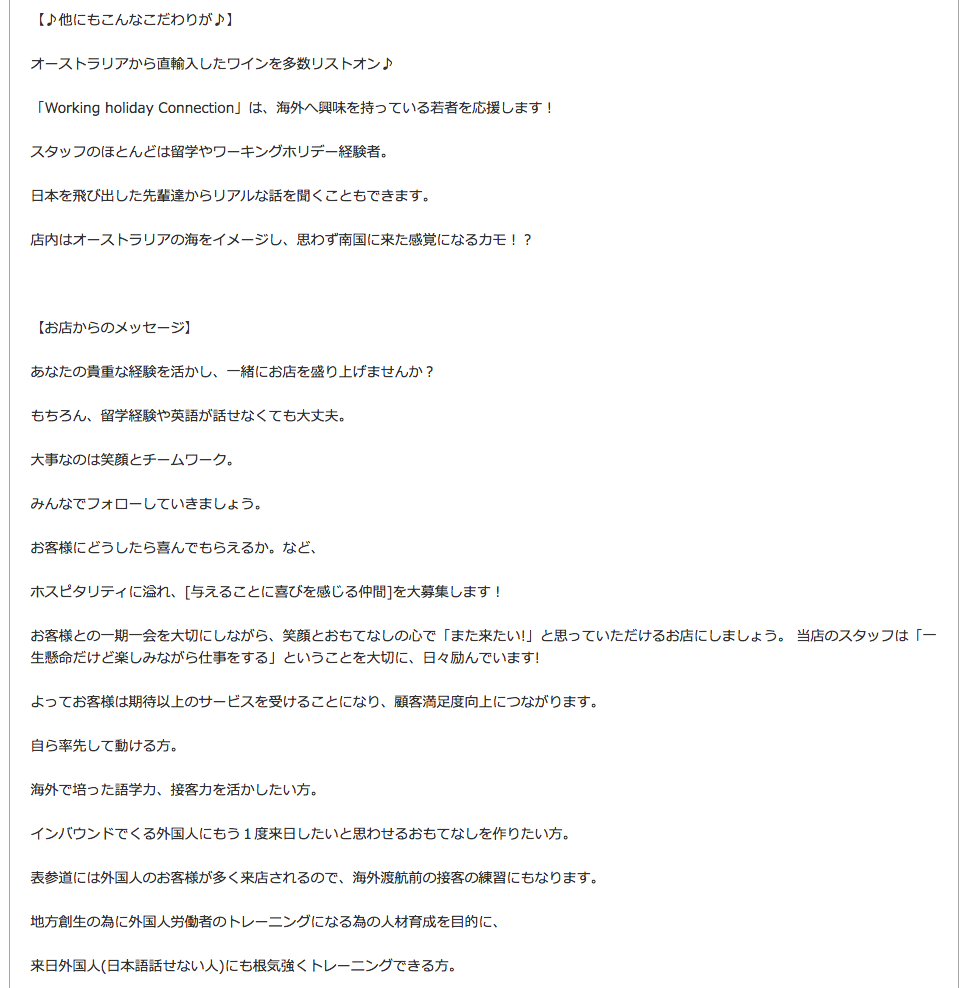 【♪他にもこんなこだわりが♪】
オーストラリアから直輸入したワインを多数リストオン♪
「Working holiday Connection」は、海外へ興味を持っている若者を応援します！
スタッフのほとんどは留学やワーキングホリデー経験者。
日本を飛び出した先輩達からリアルな話を聞くこともできます。
店内はオーストラリアの海をイメージし、思わず南国に来た感覚になるカモ！？
【お店からのメッセージ】
あなたの貴重な経験を活かし、一緒にお店を盛り上げませんか？
もちろん、留学経験や英語が話せなくても大丈夫。
大事なのは笑顔とチームワーク。
みんなでフォローしていきましょう。
お客様にどうしたら喜んでもらえるか。など、
ホスピタリティに溢れ、[与えることに喜びを感じる仲間]を大募集します！
お客様との一期一会を大切にしながら、笑顔とおもてなしの心で「また来たい!」と思っていただけるお店にしましょう。 当店のスタッフは「一
生懸命だけど楽しみながら仕事をする」ということを大切に、日々励んでいます!
よってお客様は期待以上のサービスを受けることになり、顧客満足度向上につながります。
自ら率先して動ける方。
海外で培った語学力、接客力を活かしたい方。
インバウンドでくる外国人にもう１度来日したいと思わせるおもてなしを作りたい方。
表参道には外国人のお客様が多く来店されるので、海外渡航前の接客の練習にもなります。
地方創生の為に外国人労働者のトレーニングになる為の人材育成を目的に、
来日外国人(日本語話せない人)にも根気強くトレーニングできる方。